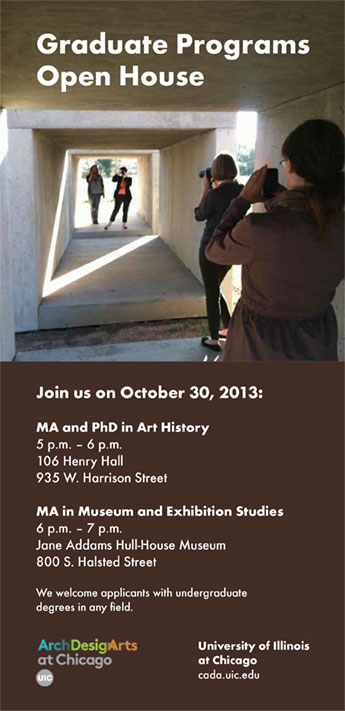 Graduate Programs
Open House
Join us on October 30, 2013:
MA and PhD in Art History
5 p.m. – 6 p.m.
106 Henry Hall
935 W. Harrison Street
MA in Museum and Exhibition Studies
6 p.m. – 7 p.m.
Jane Addams Hull-House Museum
800 S. Halsted Street
We welcome applicants with undergraduate
degrees in any field.
ArchDesignArts
at Chicago
UIC
University of Illinois
at Chicago
cada.uic.edu